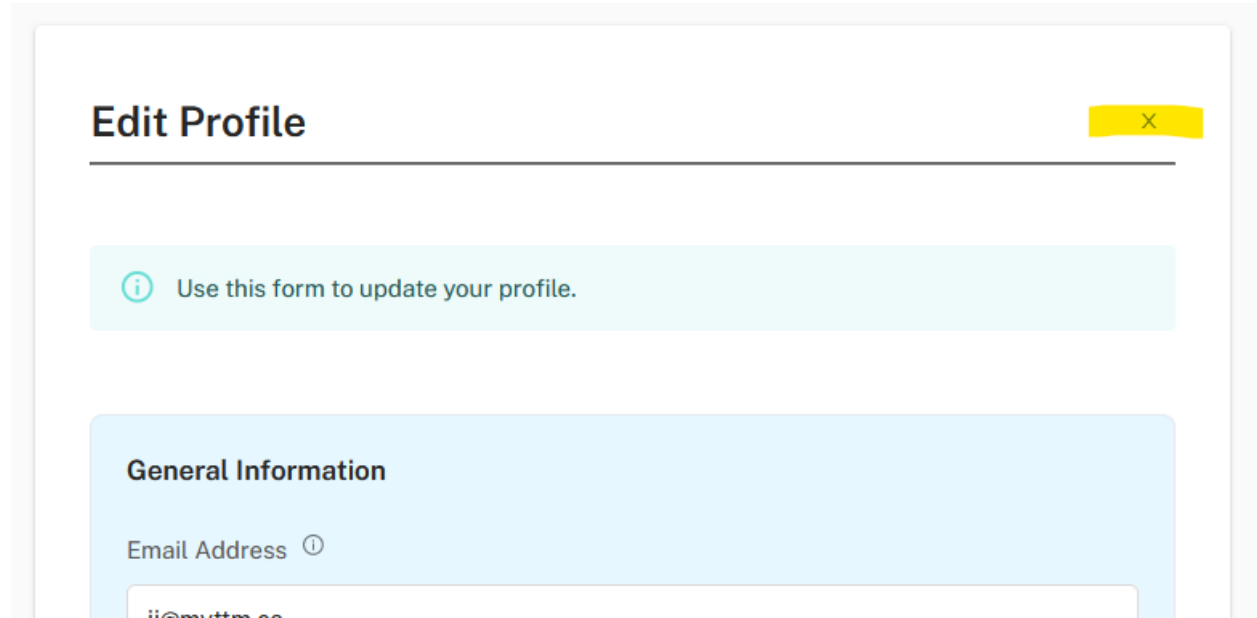 Edit Profile
X
Use this form to update your profile.
General Information
Email Address